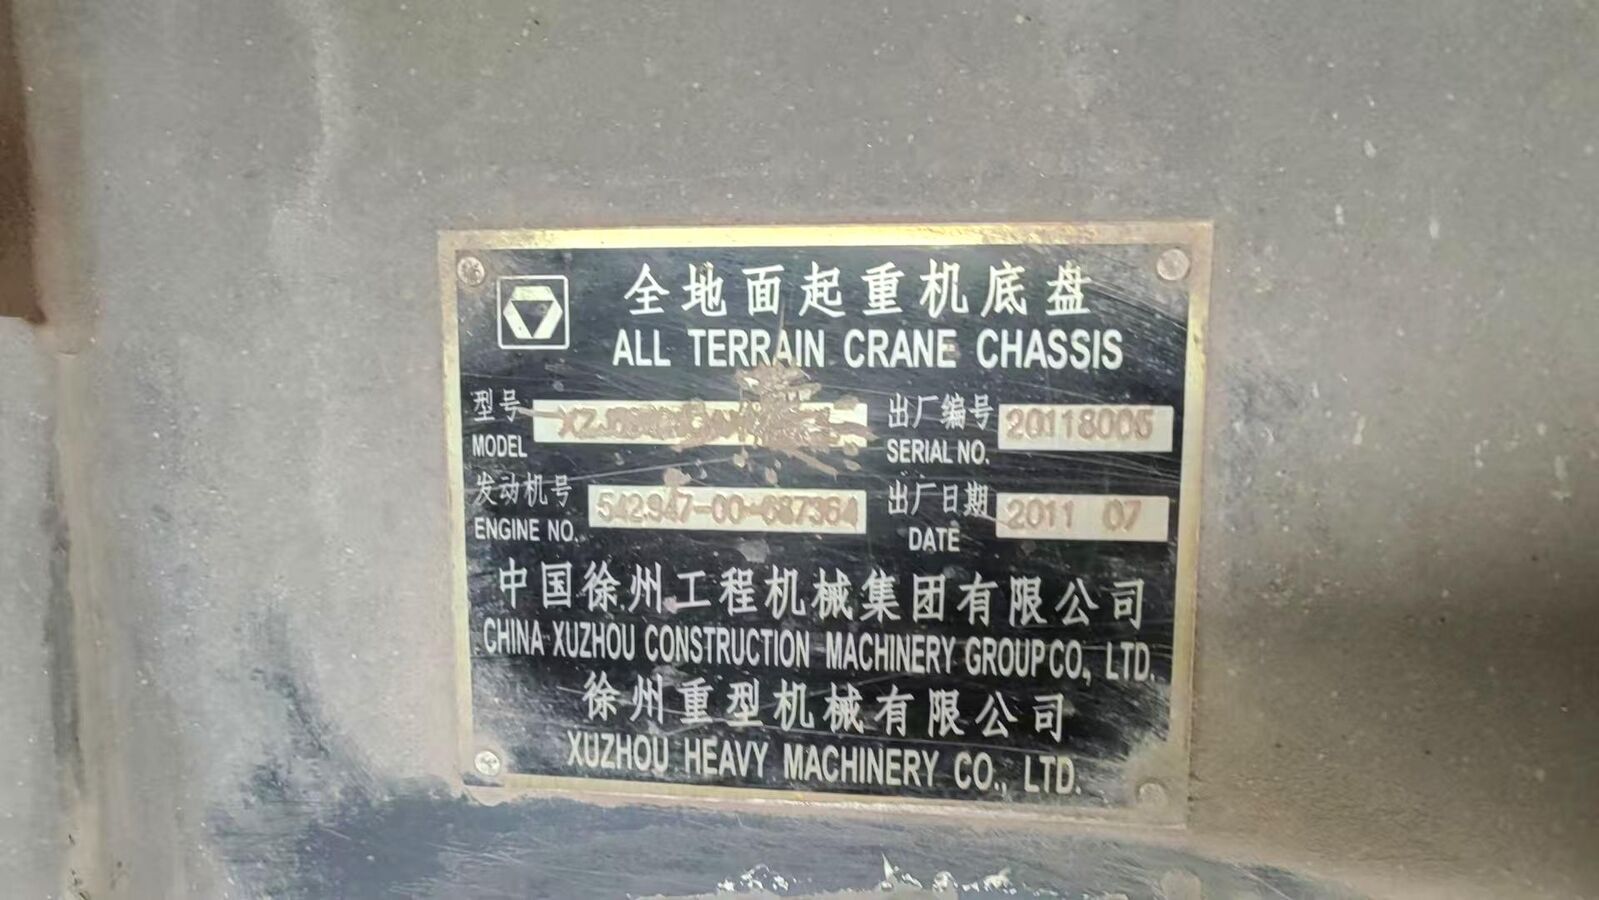 全地面起重机底盘
ALL TERRAIN CRANE CHASSIS
型号
MODEL
出厂编号 20118005
SERIAL NO.
发动机号 542.947-00-687364
ENGINE NO.
出厂日期 2011 07
DATE
中国徐州工程机械集团有限公司
CHINA XUZHOU CONSTRUCTION MACHINERY GROUP CO., LTD.
徐州重型机械有限公司
XUZHOU HEAVY MACHINERY CO., LTD.